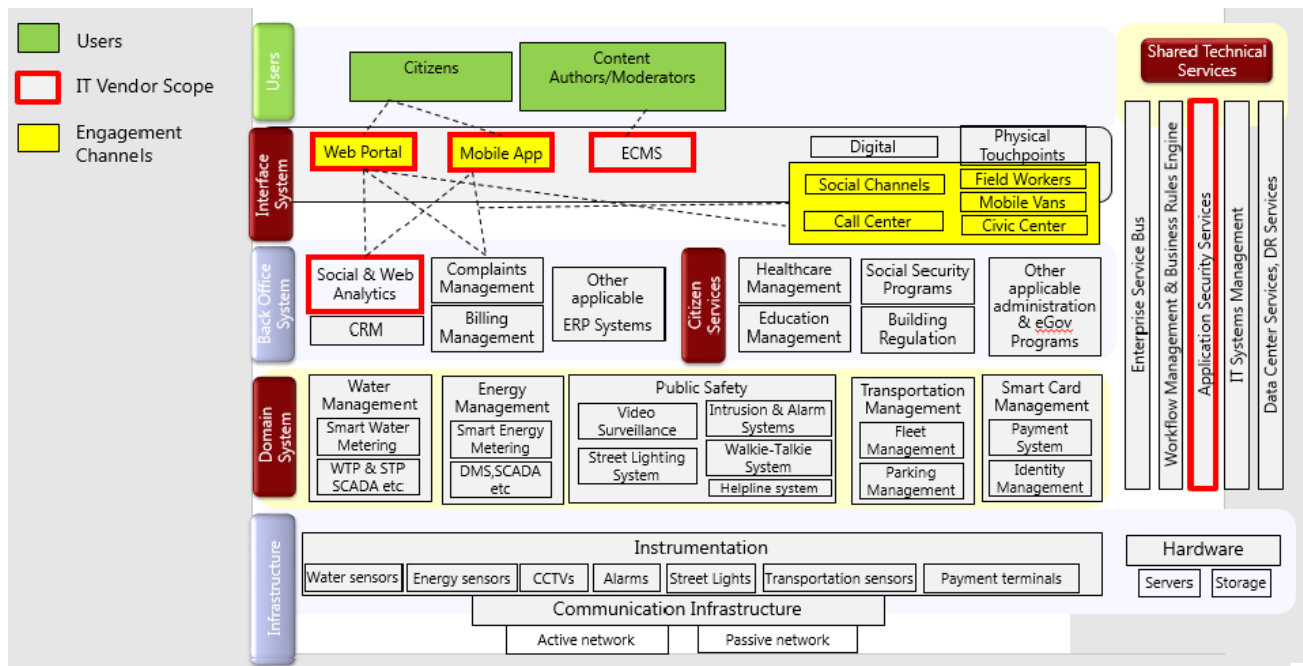 Users
IT Vendor Scope
Engagement
Channels
Users
Citizens
Content
Authors/Moderators
Shared Technical
Services
Interface
System
Web Portal
Mobile App
ECMS
Digital
Physical
Touchpoints
Social Channels
Call Center
Field Workers
Mobile Vans
Civic Center
Back Office
System
Social & Web
Analytics
CRM
Complaints
Management
Billing
Management
Other
applicable
ERP Systems
Citizen
Services
Healthcare
Management
Education
Management
Social Security
Programs
Building
Regulation
Other
applicable
administration
& eGov
Programs
Domain
System
Water
Management
Smart Water
Metering
WTP & STP
SCADA etc
Energy
Management
Smart Energy
Metering
DMS,SCADA
etc
Public Safety
Video
Surveillance
Street Lighting
System
Intrusion & Alarm
Systems
Walkie-Talkie
System
Helpline system
Transportation
Management
Fleet
Management
Parking
Management
Smart Card
Management
Payment
System
Identity
Management
Enterprise Service Bus
Workflow Management & Business Rules Engine
Application Security Services
IT Systems Management
Data Center Services, DR Services
Infrastructure
Instrumentation
Water sensors
Energy sensors
CCTVs
Alarms
Street Lights
Transportation sensors
Payment terminals
Communication Infrastructure
Active network
Passive network
Hardware
Servers
Storage